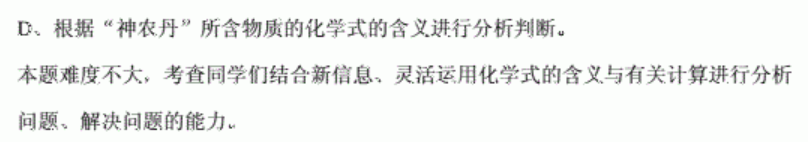 D、根据“神农丹”所含物质的化学式的含义进行分析判断。
本题难度不大，考查同学们结合新信息、灵活运用化学式的含义与有关计算进行分析
问题、解决问题的能力。